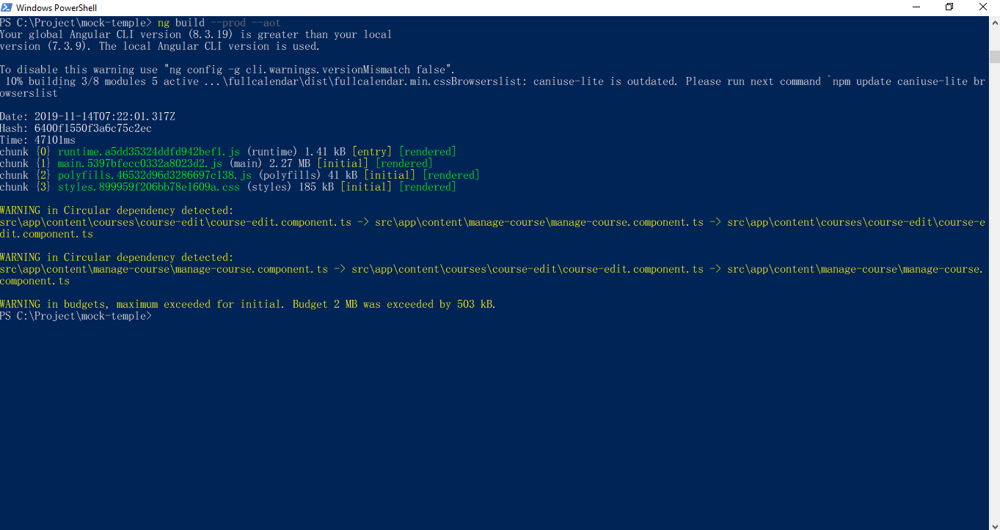 Windows PowerShell
PS C:\Project\mock-temple> ng build --prod --aot
Your global Angular CLI version (8.3.19) is greater than your local
version (7.3.9). The local Angular CLI version is used.
To disable this warning use "ng config -g cli.warnings.versionMismatch false".
10% building 3/8 modules 5 active ...\fullcalendar\dist\fullcalendar.min.cssBrowserslist: caniuse-lite is outdated. Please run next command `npm update caniuse-lite br
owserslist`
Date: 2019-11-14T07:22:01.317Z
Hash: 6400f1550f3a6c75c2ec
Time: 47101ms
chunk {0} runtime.a5dd35324ddfd942bef1.js (runtime) 1.41 kB [entry] [rendered]
chunk {1} main.5397bfecc0332a8023d2.js (main) 2.27 MB [initial] [rendered]
chunk {2} polyfills.46532d96d3286697c138.js (polyfills) 41 kB [initial] [rendered]
chunk {3} styles.899959f206bb78e1609a.css (styles) 185 kB [initial] [rendered]
WARNING in Circular dependency detected:
src\app\content\courses\course-edit\course-edit.component.ts -> src\app\content\manage-course\manage-course.component.ts -> src\app\content\courses\course-edit\course-e
dit.component.ts
WARNING in Circular dependency detected:
src\app\content\manage-course\manage-course.component.ts -> src\app\content\courses\course-edit\course-edit.component.ts -> src\app\content\manage-course\manage-course.
component.ts
WARNING in budgets, maximum exceeded for initial. Budget 2 MB was exceeded by 503 kB.
PS C:\Project\mock-temple>